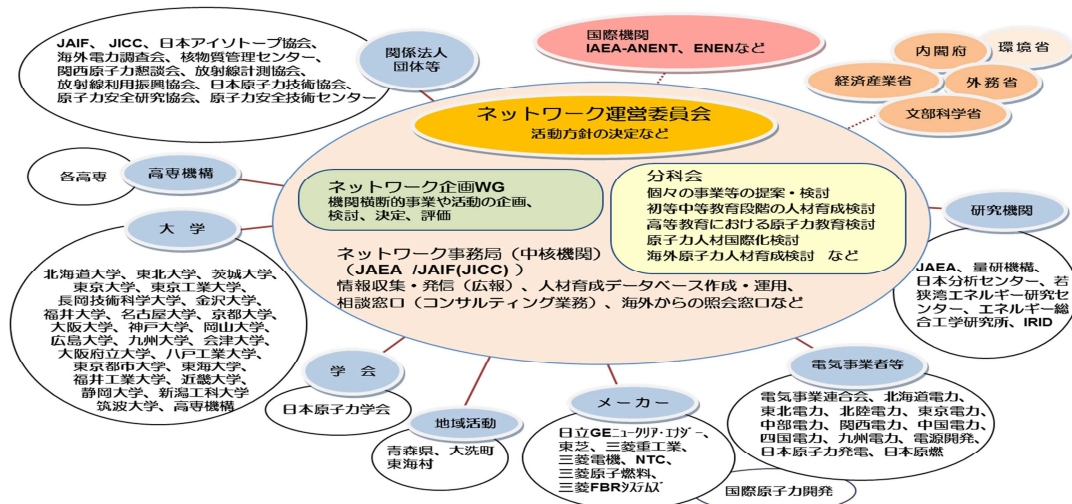 JAIF、 JICC、日本アイソトープ協会、
海外電力調査会、核物質管理センター、
関西原子力懇談会、放射線計測協会、
放射線利用振興協会、日本原子力技術協会、
原子力安全研究協会、原子力安全技術センター
関係法人
団体等
国際機関
IAEA-ANENT、ENENなど
内閣府
環境省
経済産業省
外務省
文部科学省
ネットワーク運営委員会
活動方針の決定など
各高専
高専機構
ネットワーク企画WG
機関横断的事業や活動の企画、
検討、決定、評価
分科会
個々の事業等の提案・検討
初等中等教育段階の人材育成検討
高等教育における原子力教育検討
原子力人材国際化検討
海外原子力人材育成検討 など
ネットワーク事務局（中核機関）
（JAEA /JAIF(JICC) ）
情報収集・発信（広報）、人材育成データベース作成・運用、
相談窓口（コンサルティング業務）、海外からの照会窓口など
大 学
北海道大学、東北大学、茨城大学、
東京大学、東京工業大学、
長岡技術科学大学、金沢大学、
福井大学、名古屋大学、京都大学、
大阪大学、神戸大学、岡山大学、
広島大学、九州大学、会津大学、
大阪府立大学、八戸工業大学、
東京都市大学、東海大学、
福井工業大学、近畿大学、
静岡大学、新潟工科大学
筑波大学、高専機構
研究機関
JAEA、量研機構、
日本分析センター、若
狭湾エネルギー研究セ
ンター、エネルギー総
合工学研究所、IRID
学 会
日本原子力学会
地域活動
青森県、大洗町
東海村
メーカー
日立GEニュークリア・エナジー、
東芝、三菱重工業、
三菱電機、NTC、
三菱原子燃料、
三菱FBRシステムズ
国際原子力開発
電気事業者等
電気事業連合会、北海道電力、
東北電力、北陸電力、東京電力、
中部電力、関西電力、中国電力、
四国電力、九州電力、電源開発、
日本原子力発電、日本原燃